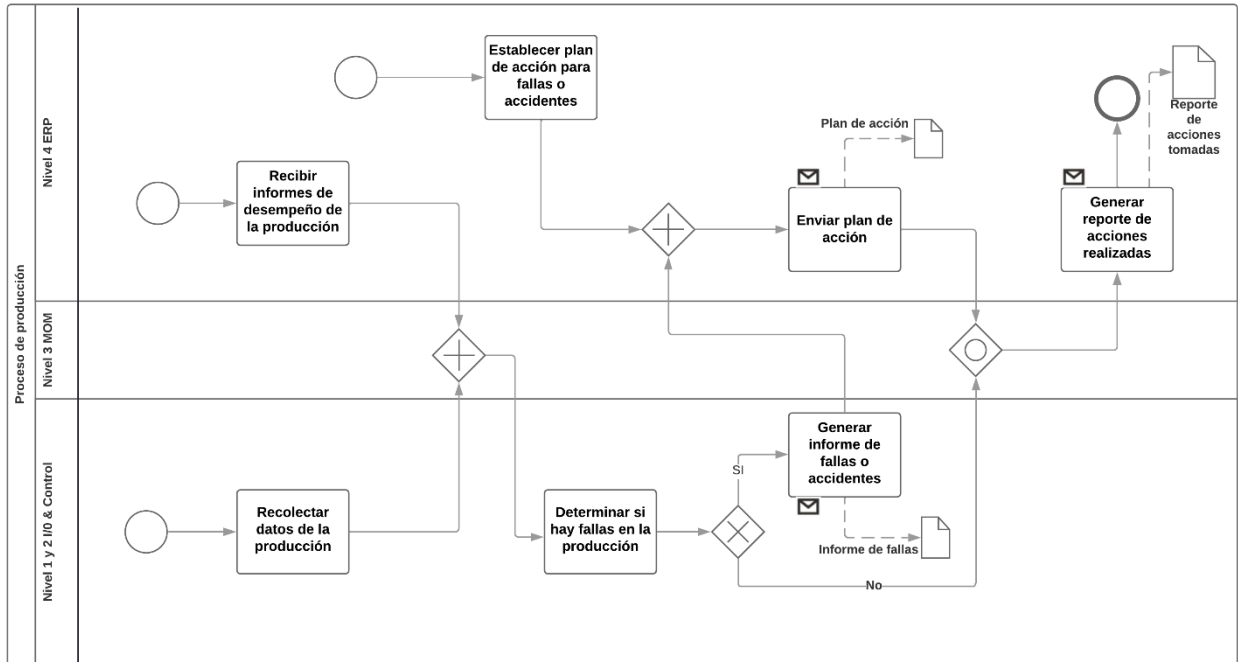 Proceso de producción
Nivel 4 ERP
Establecer plan
de acción para
fallas o
accidentes
Recibir
informes de
desempeño de
la producción
Plan de acción
Enviar plan de
acción
Reporte
de
acciones
tomadas
Generar
reporte de
acciones
realizadas
Nivel 3 MOM
Nivel 1 y 2 I/0 & Control
Recolectar
datos de la
producción
Determinar si
hay fallas en la
producción
SI
Generar
informe de
fallas o
accidentes
Informe de fallas
No